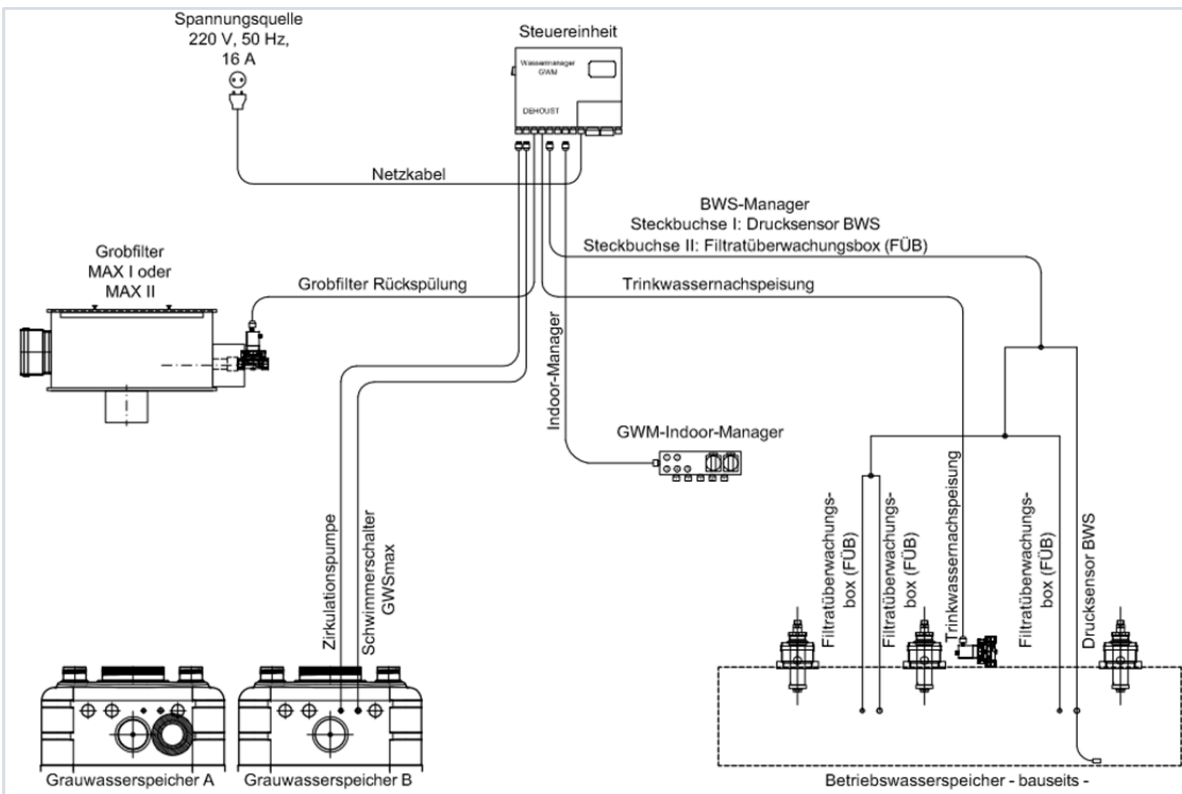 Spannungsquelle
220 V, 50 Hz,
16 A
Steuereinheit
Wassermanager
GWM
DEHOUST
Netzkabel
BWS-Manager
Steckbuchse I: Drucksensor BWS
Steckbuchse II: Filtratüberwachungsbox (FÜB)
Grobfilter
MAX I oder
MAX II
Grobfilter Rückspülung
Trinkwassernachspeisung
Indoor-Manager
GWM-Indoor-Manager
Zirkulationspumpe
Schwimmerschalter
GWSmax
Filtratüberwachungs-
box (FÜB)
Filtratüberwachungs-
box (FÜB)
Trinkwassernachspeisung
Filtratüberwachungs-
box (FÜB)
Drucksensor BWS
Grauwasserspeicher A
Grauwasserspeicher B
Betriebswasserspeicher - bauseits -